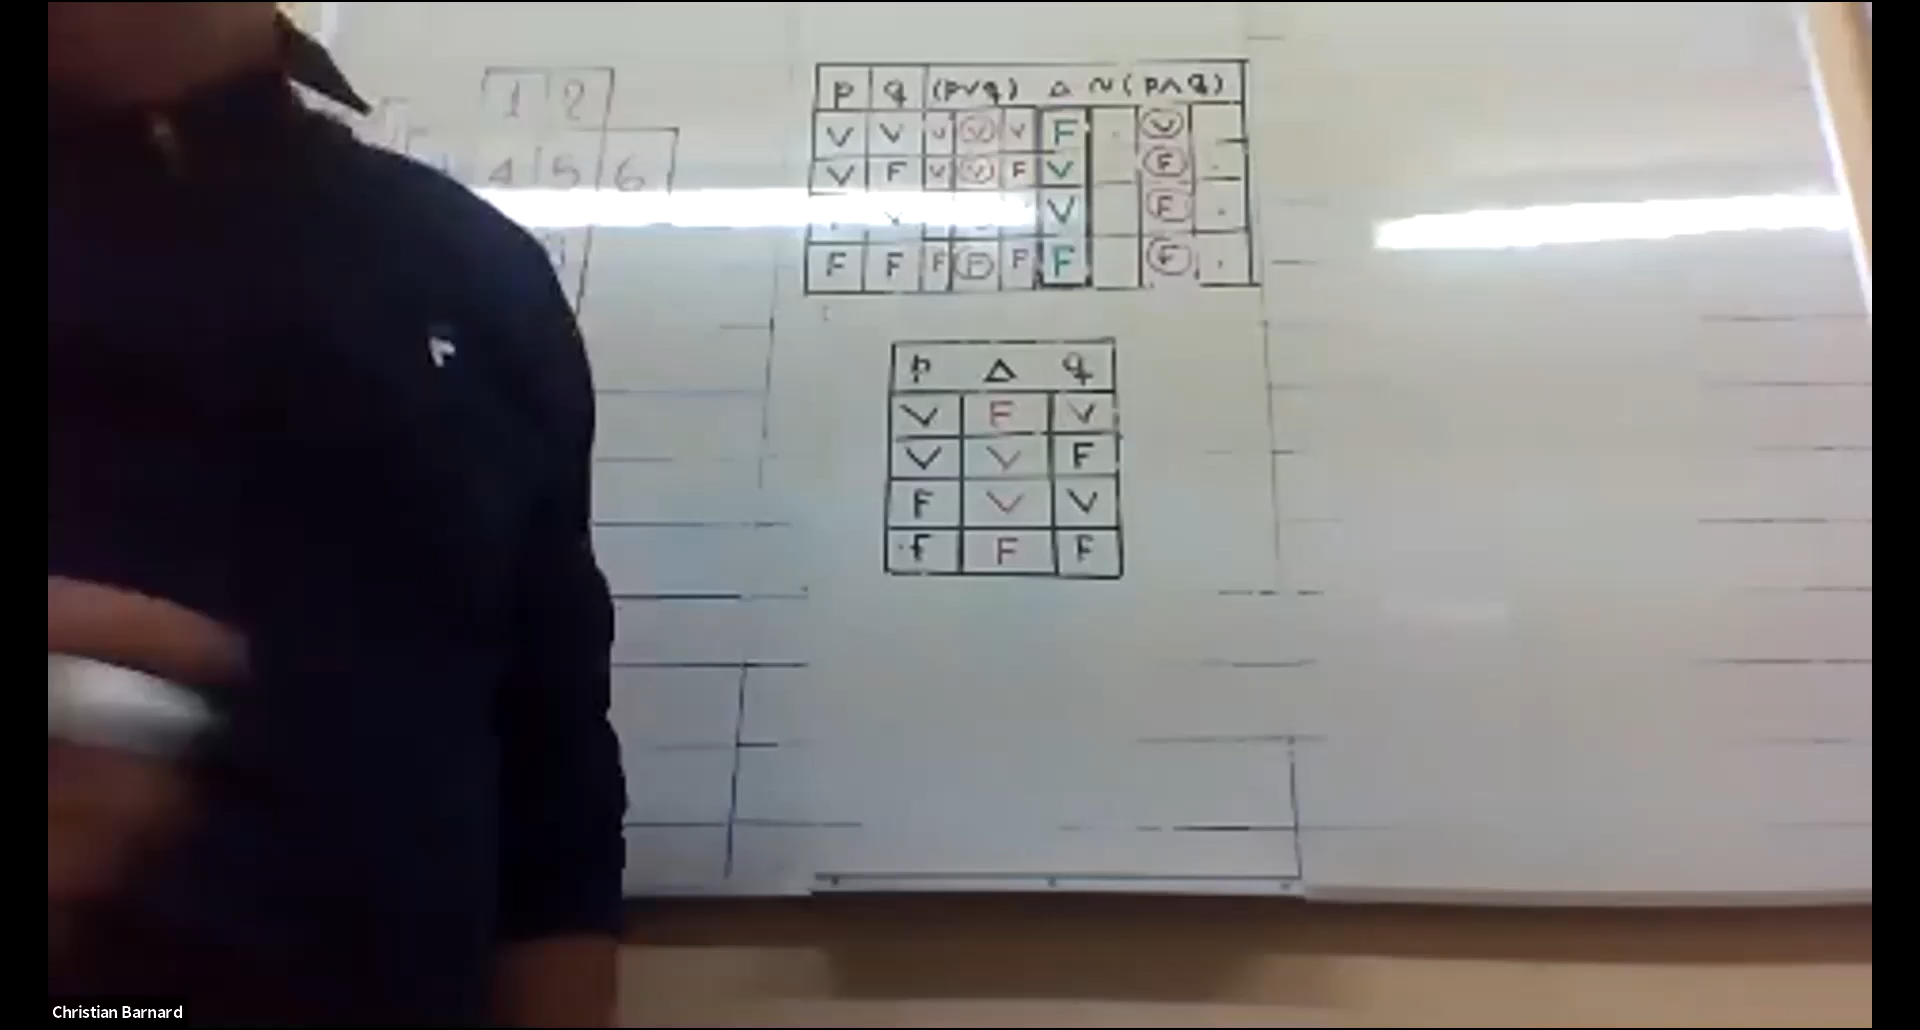 1 2
4 5 6
p q (p∨q) △ ~(p∧q)
V V V V V F V
V F V V F V F
V V F
F F F F F F F
p △ q
V F V
V V F
F V V
F F F
Christian Barnard